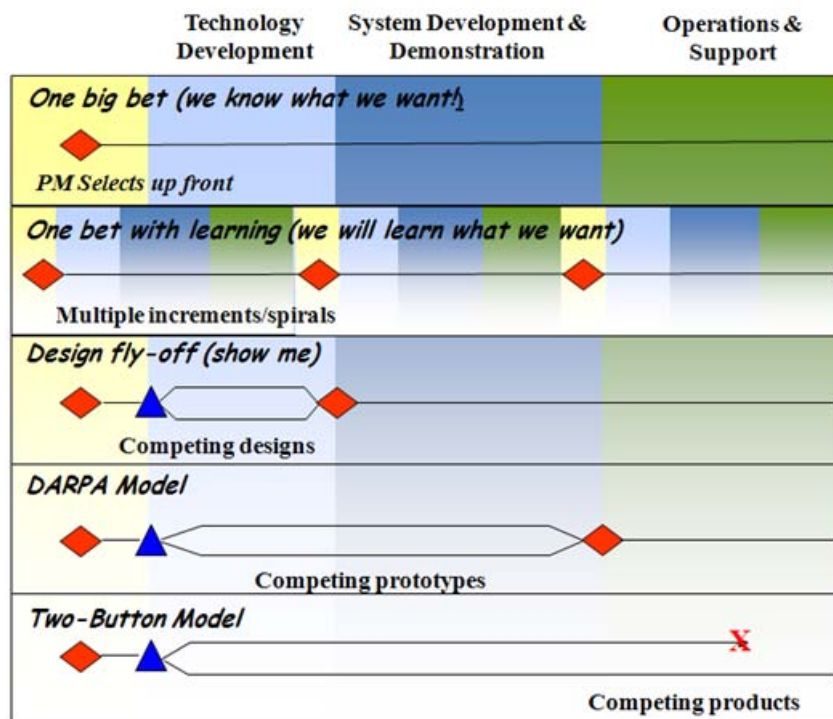 Technology
Development
System Development &
Demonstration
Operations &
Support
One big bet (we know what we want!)
PM Selects up front
One bet with learning (we will learn what we want)
Multiple increments/spirals
Design fly-off (show me)
Competing designs
DARPA Model
Competing prototypes
Two-Button Model
X
Competing products